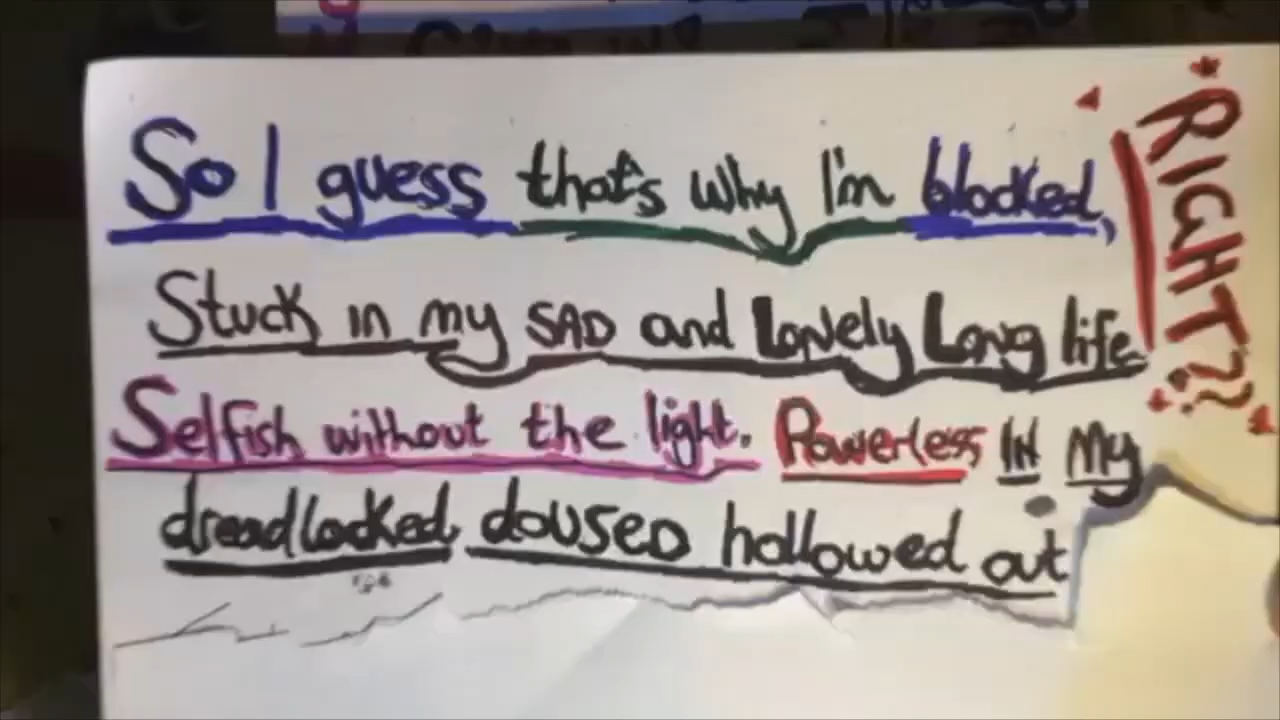 So I guess that's why I'm blocked,
Stuck in my SAD and Lonely Long life.
Selfish without the light. Powerless IN My
dreadlocked, doused hollowed out
RIGHT??